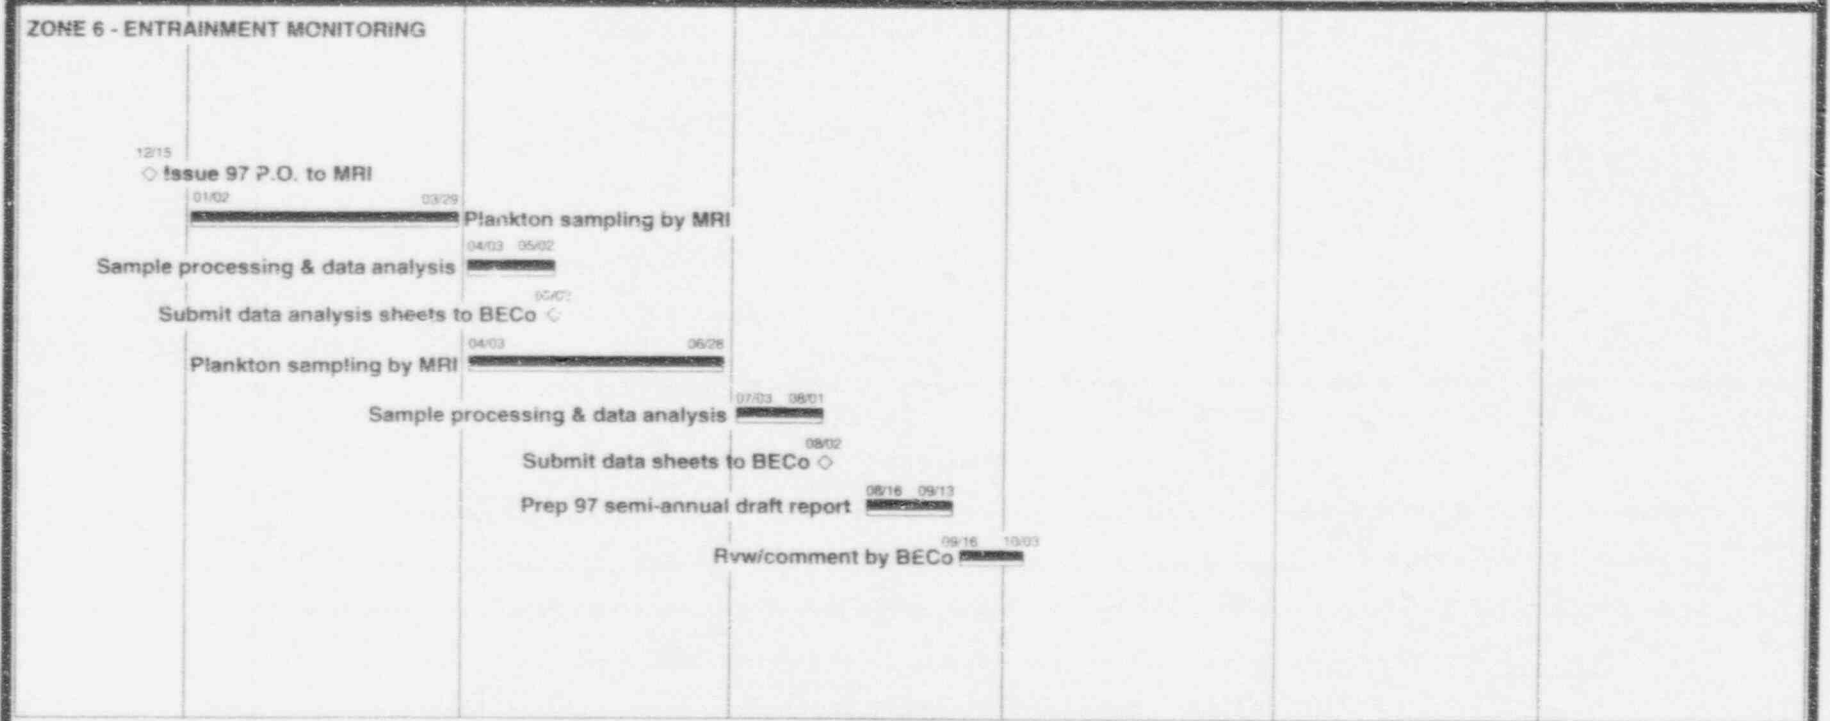 ZONE 6 - ENTRAINMENT MONITORING
12/15
Issue 97 P.O. to MRI
01/02 03/29
Plankton sampling by MRI
04/03 05/02
Sample processing & data analysis
Submit data analysis sheets to BECo
04/03 06/28
Plankton sampling by MRI
07/03 08/01
Sample processing & data analysis
08/02
Submit data sheets to BECo
08/16 09/13
Prep 97 semi-annual draft report
09/16 10/03
Rvw/comment by BECo